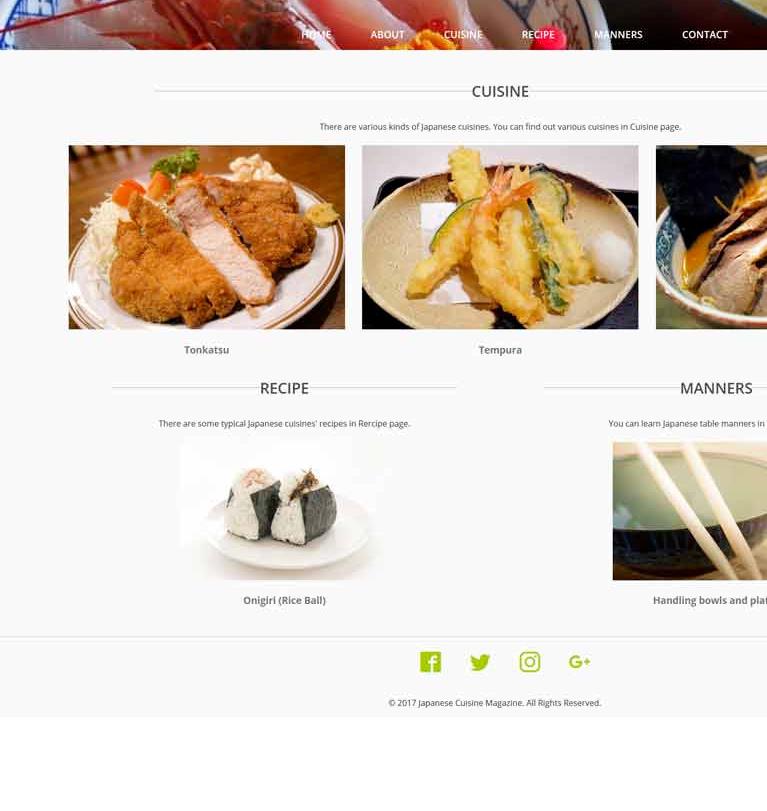 HOME ABOUT CUISINE RECIPE MANNERS CONTACT
CUISINE
There are various kinds of Japanese cuisines. You can find out various cuisines in Cuisine page.
Tonkatsu Tempura
RECIPE MANNERS
There are some typical Japanese cuisines' recipes in Rercipe page. You can learn Japanese table manners in
Onigiri (Rice Ball) Handling bowls and
G+
© 2017 Japanese Cuisine Magazine. All Rights Reserved.